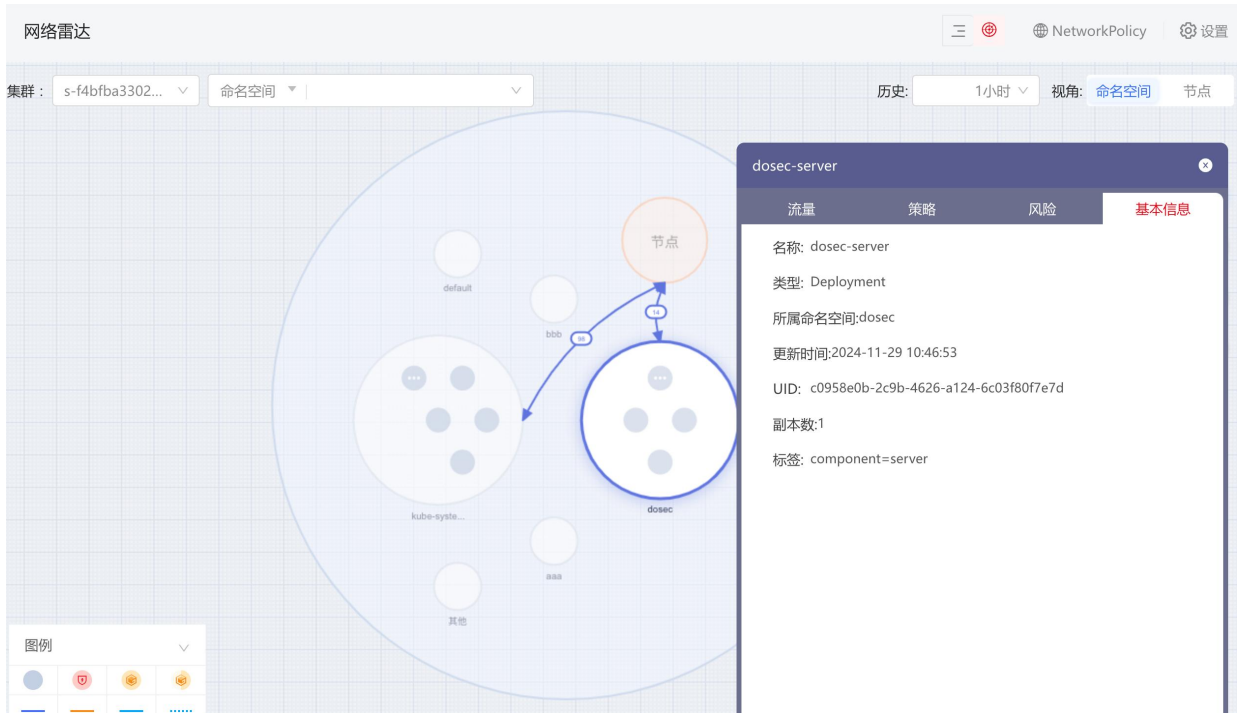 网络雷达
NetworkPolicy 设置
集群： s-f4bfba3302... 命名空间 历史: 1小时 视角: 命名空间 节点
dosec-server
流量 策略 风险 基本信息
名称: dosec-server
类型: Deployment
所属命名空间:dosec
更新时间:2024-11-29 10:46:53
UID: c0958e0b-2c9b-4626-a124-6c03f80f7e7d
副本数:1
标签: component=server
节点
default
14
bbb
kube-syste...
dosec
aaa
其他
图例